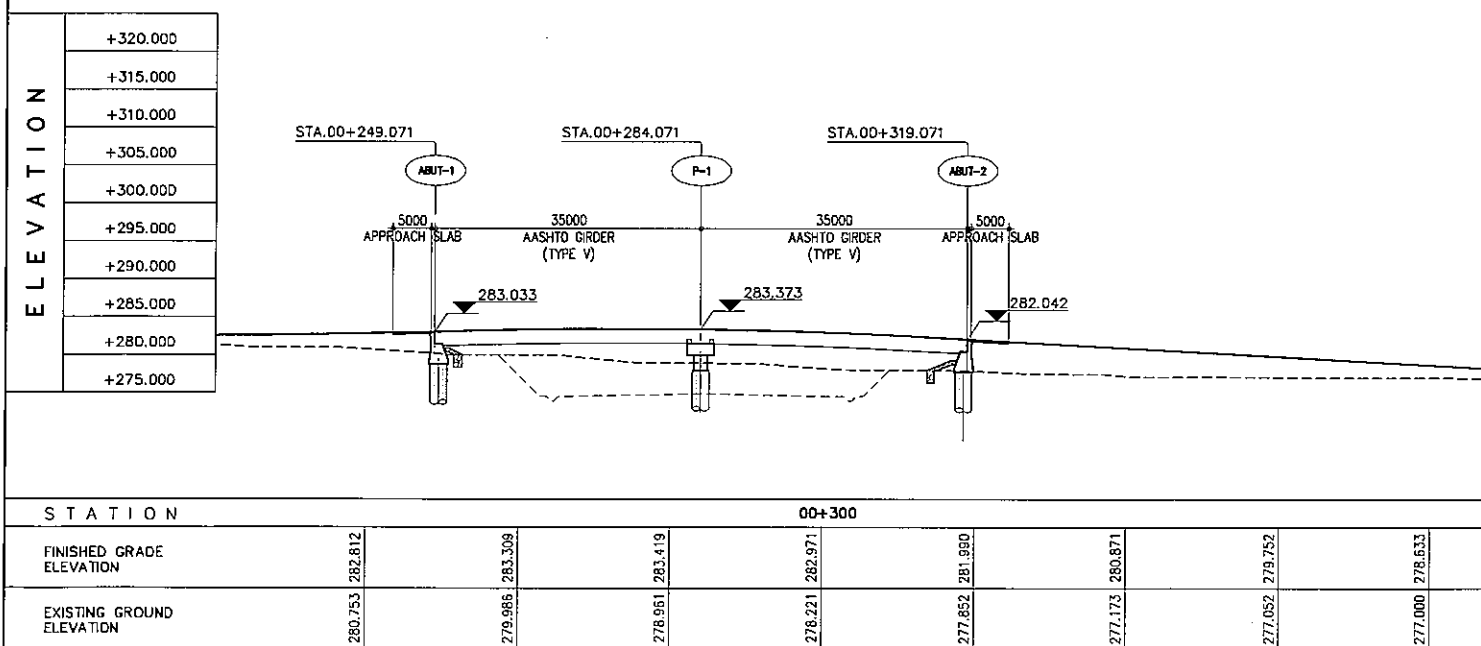 ELEVATION
+320.000
+315.000
+310.000
+305.000
+300.000
+295.000
+290.000
+285.000
+280.000
+275.000
STA.00+249.071
STA.00+284.071
STA.00+319.071
ABUT-1
P-1
ABUT-2
5000
APPROACH SLAB
35000
AASHTO GIRDER
(TYPE V)
35000
AASHTO GIRDER
(TYPE V)
5000
APPROACH SLAB
283.033
283.373
282.042
STATION
00+300
FINISHED GRADE
ELEVATION
282.812
283.309
283.419
282.971
281.990
280.871
279.752
278.633
EXISTING GROUND
ELEVATION
280.753
279.986
278.961
278.221
277.852
277.173
277.052
277.000